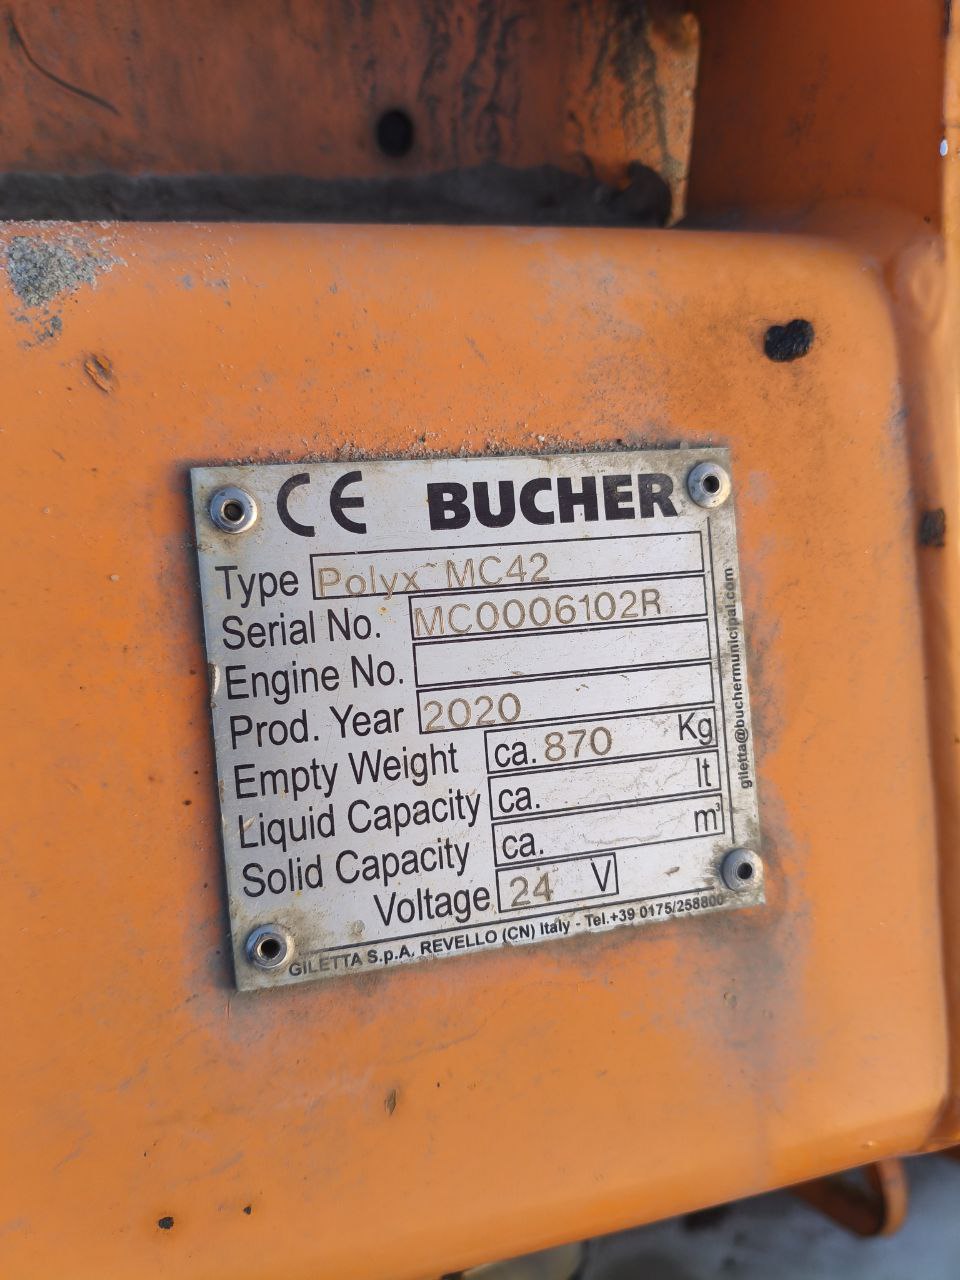 CE BUCHER
Type Polyx MC42
Serial No. MC0006102R
Engine No.
Prod. Year 2020
Empty Weight ca. 870 Kg
Liquid Capacity ca. lt
Solid Capacity ca. m³
Voltage 24 V
GILETTA S.p.A. REVELLO (CN) Italy - Tel.+39 0175/258800
giletta@buchermunicipal.com